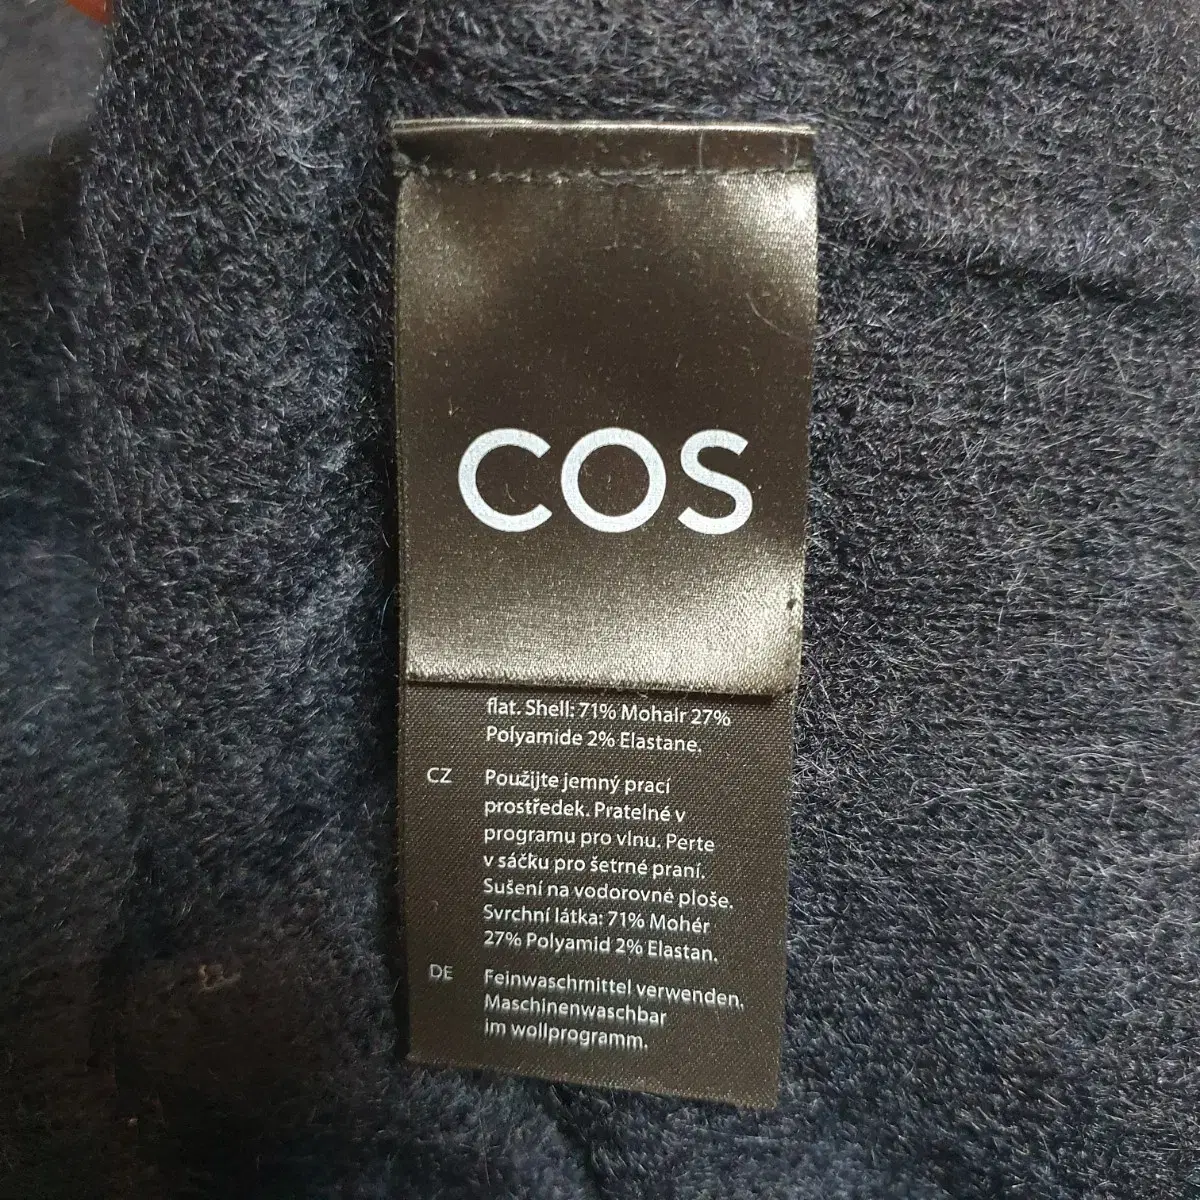 COS
flat. Shell: 71% Mohair 27%
Polyamide 2% Elastane.
CZ Použijte jemný prací
prostředek. Pratelné v
programu pro vlnu. Perte
v sáčku pro šetrné praní.
Sušení na vodorovné ploše.
Svrchní látka: 71% Mohér
27% Polyamid 2% Elastan.
DE Feinwaschmittel verwenden.
Maschinenwaschbar
im wollprogramm.